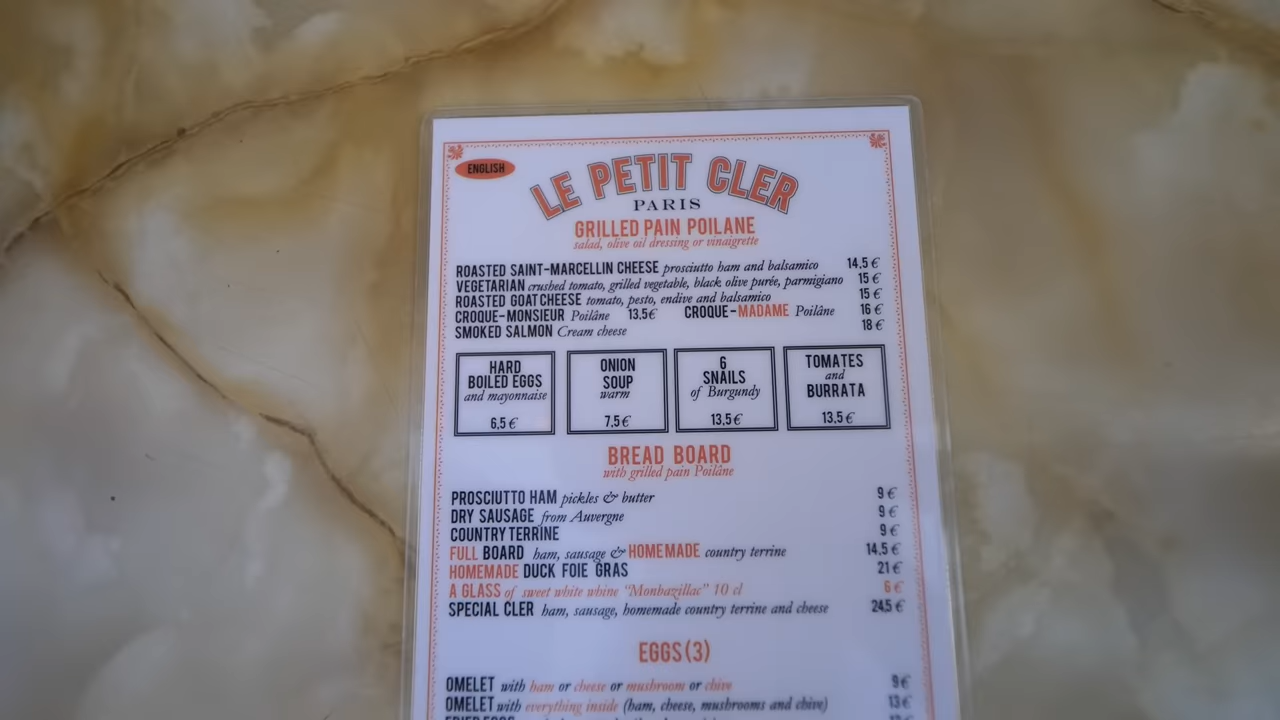 ENGLISH
LE PETIT CLER
PARIS
GRILLED PAIN POILANE
salad, olive oil dressing or vinaigrette
ROASTED SAINT-MARCELLIN CHEESE prosciutto ham and balsamico 14,5 €
VEGETARIAN crushed tomato, grilled vegetable, black olive purée, parmigiano 15 €
ROASTED GOAT CHEESE tomato, pesto, endive and balsamico 15 €
CROQUE-MONSIEUR Poilâne 13,5€ CROQUE-MADAME Poilâne 16 €
SMOKED SALMON Cream cheese 18 €
HARD
BOILED EGGS
and mayonnaise
6,5 €
ONION
SOUP
warm
7,5 €
6
SNAILS
of Burgundy
13,5 €
TOMATES
and
BURRATA
13,5 €
BREAD BOARD
with grilled pain Poilâne
PROSCIUTTO HAM pickles & butter 9 €
DRY SAUSAGE from Auvergne 9 €
COUNTRY TERRINE 9 €
FULL BOARD ham, sausage & HOMEMADE country terrine 14,5 €
HOMEMADE DUCK FOIE GRAS 21 €
A GLASS of sweet white whine "Monbazillac" 10 cl 6 €
SPECIAL CLER ham, sausage, homemade country terrine and cheese 24,5 €
EGGS (3)
OMELET with ham or cheese or mushroom or chive 9 €
OMELET with everything inside (ham, cheese, mushrooms and chive) 13 €